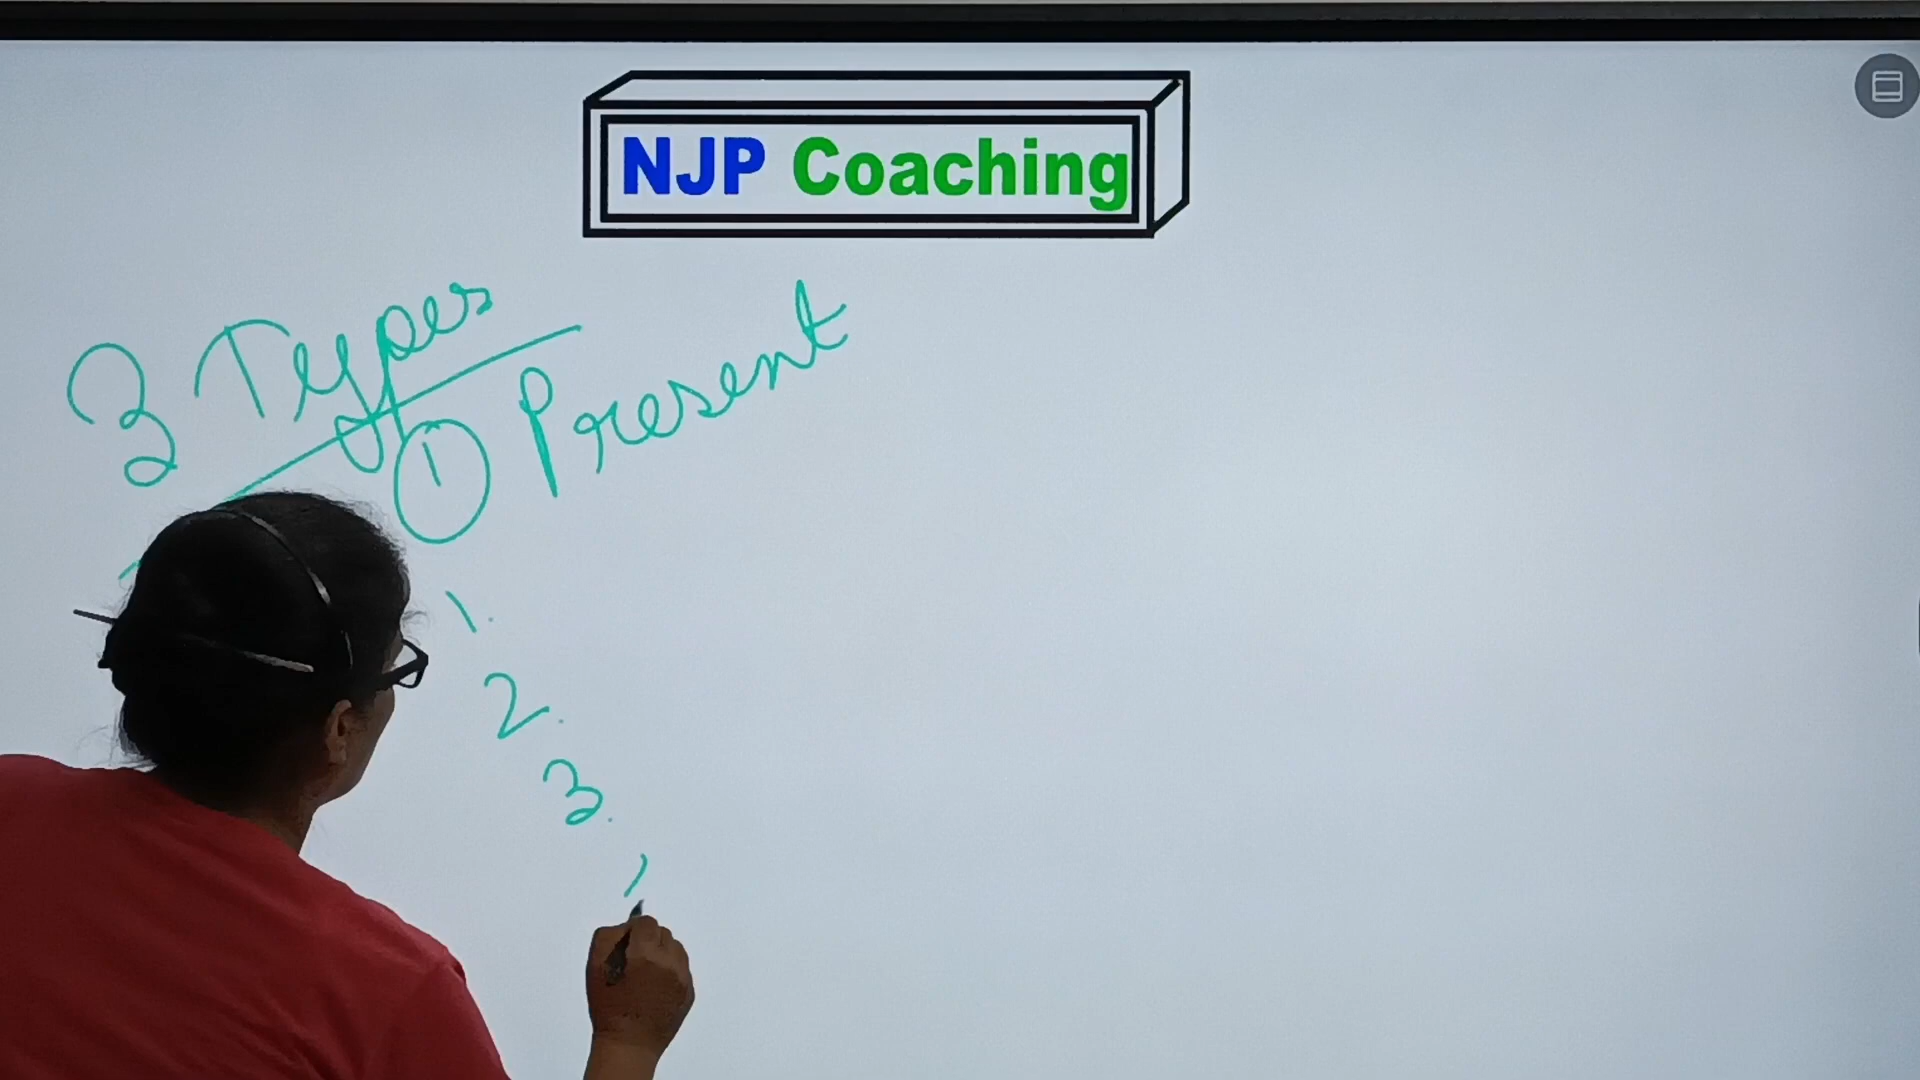 NJP Coaching
3 Types
① Present
1.
2.
3.